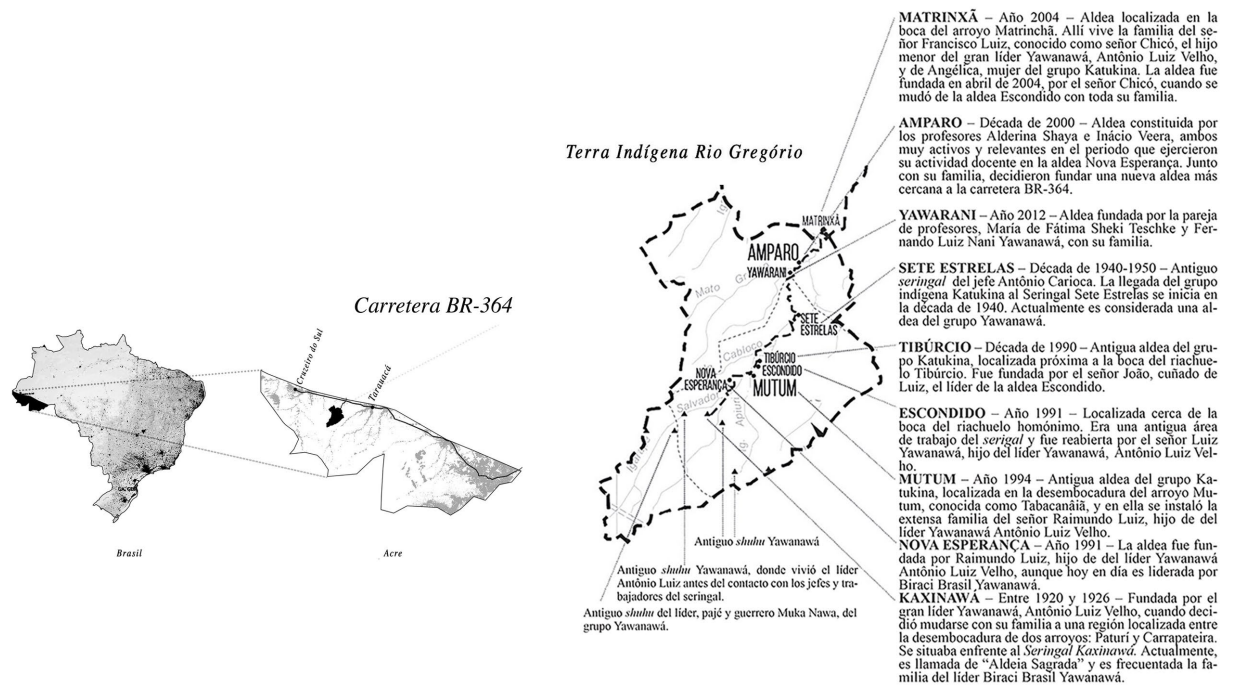 Carretera BR-364
Cruzeiro do Sul
Tarauacá
Brasil
Acre
Terra Indígena Rio Gregório
Ig.
MATRINXÃ
AMPARO
YAWARANI
Mato
SETE
ESTRELAS
Cabloco
TIBÚRCIO
ESCONDIDO
NOVA
ESPERANÇA
MUTUM
Salvador
Ig.
Antiguo shuhu Yawanawá
Antiguo shuhu Yawanawá, donde vivió el líder
Antônio Luiz antes del contacto con los jefes y tra-
bajadores del seringal.
Antiguo shuhu del líder, pajé y guerrero Muka Nawa, del
grupo Yawanawá.
MATRINXÃ – Año 2004 – Aldea localizada en la
boca del arroyo Matrinchã. Allí vive la familia del se-
ñor Francisco Luiz, conocido como señor Chicó, el hijo
menor del gran líder Yawanawá, Antônio Luiz Velho,
y de Angélica, mujer del grupo Katukina. La aldea fue
fundada en abril de 2004, por el señor Chicó, cuando se
mudó de la aldea Escondido con toda su familia.
AMPARO – Década de 2000 – Aldea constituida por
los profesores Alderina Shaya e Inácio Veera, ambos
muy activos y relevantes en el periodo que ejercieron
su actividad docente en la aldea Nova Esperança. Junto
con su familia, decidieron fundar una nueva aldea más
cercana a la carretera BR-364.
YAWARANI – Año 2012 – Aldea fundada por la pareja
de profesores, María de Fátima Sheki Teschke y Fer-
nando Luiz Nani Yawanawá, con su familia.
SETE ESTRELAS – Década de 1940-1950 – Antiguo
seringal del jefe Antônio Carioca. La llegada del grupo
indígena Katukina al Seringal Sete Estrelas se inicia en
la década de 1940. Actualmente es considerada una al-
dea del grupo Yawanawá.
TIBÚRCIO – Década de 1990 – Antigua aldea del gru-
po Katukina, localizada próxima a la boca del riachue-
lo Tibúrcio. Fue fundada por el señor João, cuñado de
Luiz, el líder de la aldea Escondido.
ESCONDIDO – Año 1991 – Localizada cerca de la
boca del riachuelo homónimo. Era una antigua área
de trabajo del serigal y fue reabierta por el señor Luiz
Yawanawá, hijo del líder Yawanawá, Antônio Luiz Vel-
ho.
MUTUM – Año 1994 – Antigua aldea del grupo Ka-
tukina, localizada en la desembocadura del arroyo Mu-
tum, conocida como Tabacanâiã, y en ella se instaló la
extensa familia del señor Raimundo Luiz, hijo de del
líder Yawanawá Antônio Luiz Velho.
NOVA ESPERANÇA – Año 1991 – La aldea fue fun-
dada por Raimundo Luiz, hijo de del líder Yawanawá
Antônio Luiz Velho, aunque hoy en día es liderada por
Biraci Brasil Yawanawá.
KAXINAWÁ – Entre 1920 y 1926 – Fundada por el
gran líder Yawanawá, Antônio Luiz Velho, cuando deci-
dió mudarse con su familia a una región localizada entre
la desembocadura de dos arroyos: Paturí y Carrapateira.
Se situaba enfrente al Seringal Kaxinawá. Actualmente,
es llamada de “Aldeia Sagrada” y es frecuentada la fa-
milia del líder Biraci Brasil Yawanawá.